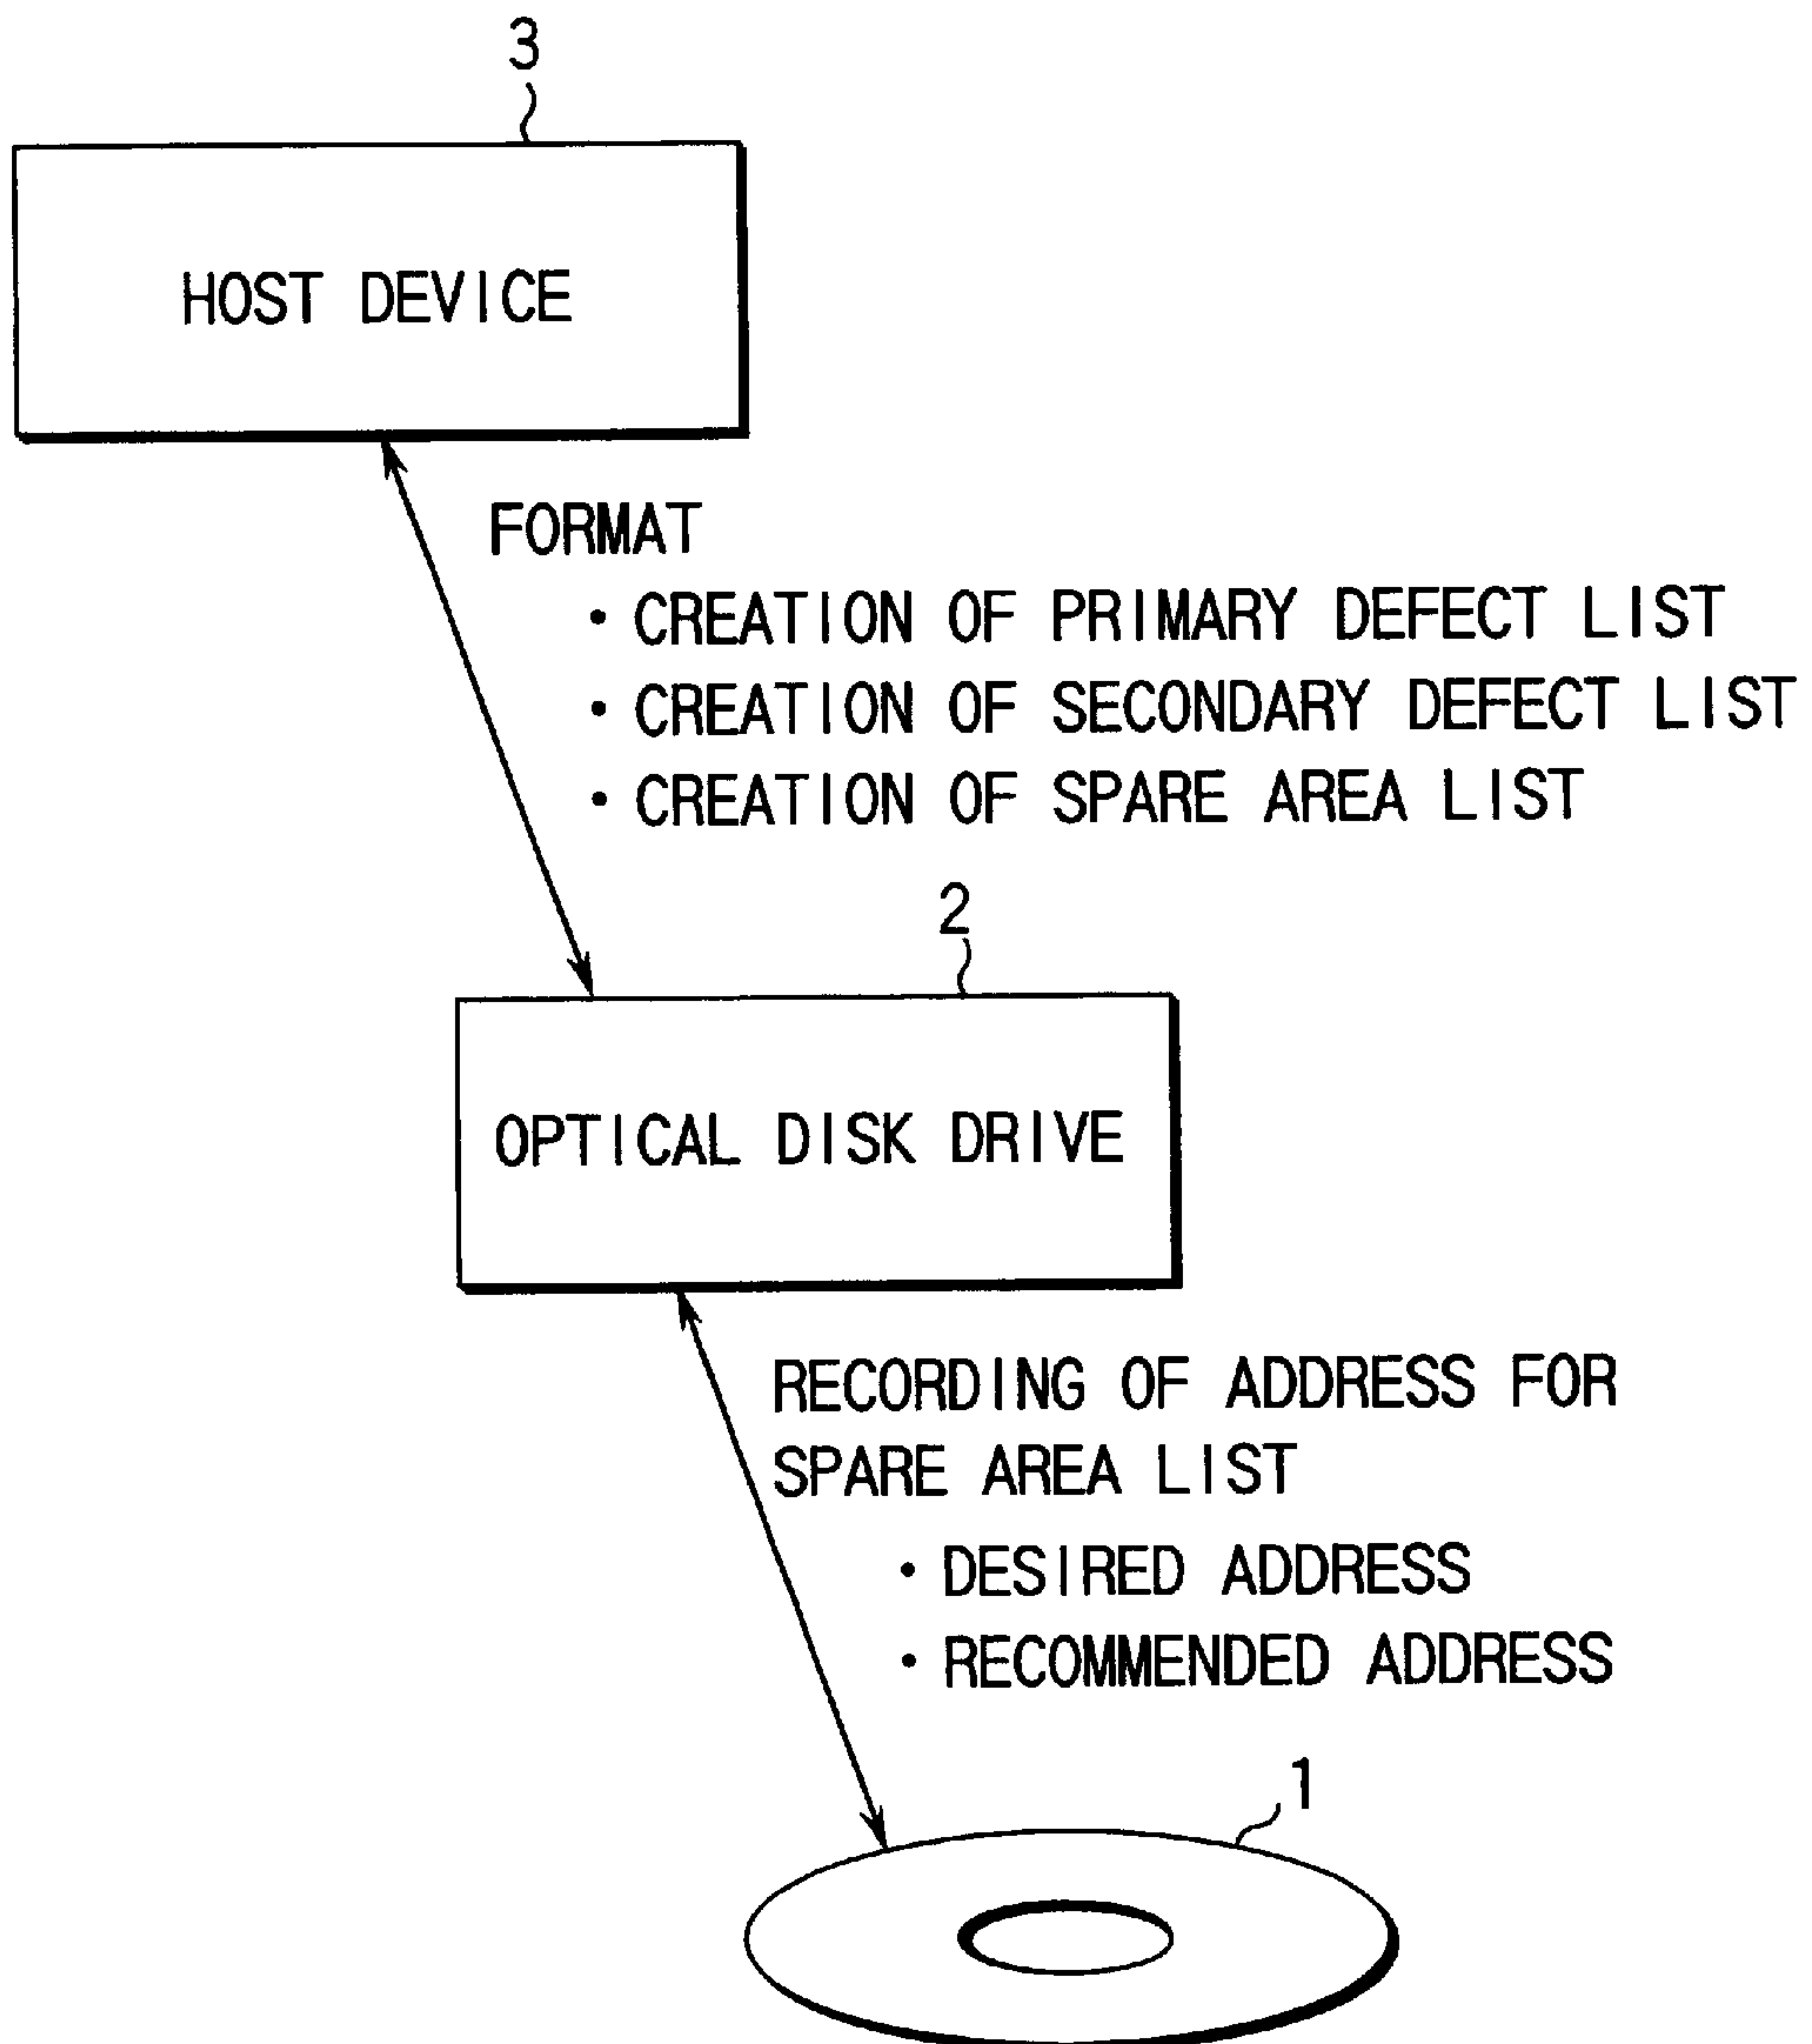 3
HOST DEVICE
FORMAT
• CREATION OF PRIMARY DEFECT LIST
• CREATION OF SECONDARY DEFECT LIST
• CREATION OF SPARE AREA LIST
2
OPTICAL DISK DRIVE
RECORDING OF ADDRESS FOR
SPARE AREA LIST
• DESIRED ADDRESS
• RECOMMENDED ADDRESS
1